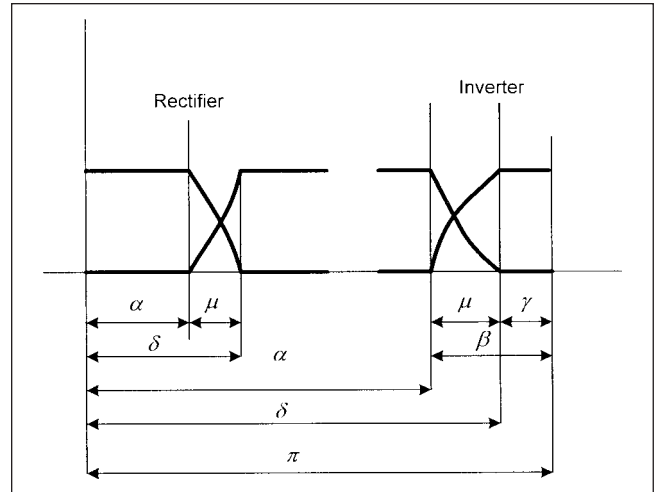 Rectifier
Inverter
α
μ
μ
γ
δ
α
β
δ
π